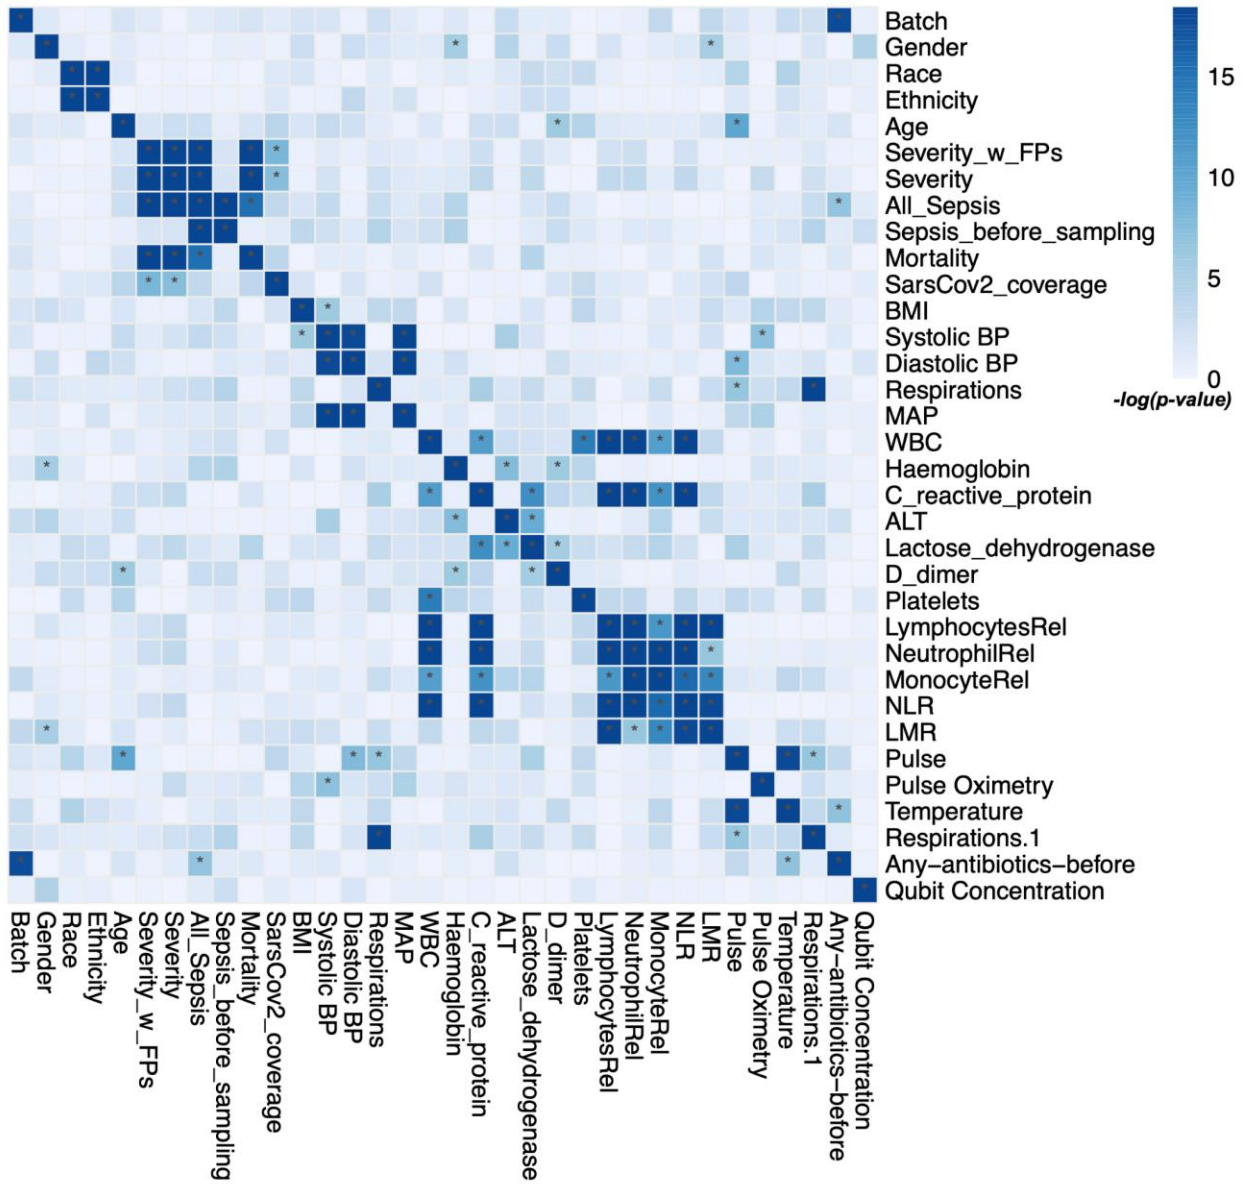 Batch
Gender
Race
Ethnicity
Age
Severity_w_FPs
Severity
All_Sepsis
Sepsis_before_sampling
Mortality
SarsCov2_coverage
BMI
Systolic BP
Diastolic BP
Respirations
MAP
WBC
Haemoglobin
C_reactive_protein
ALT
Lactose_dehydrogenase
D_dimer
Platelets
LymphocytesRel
NeutrophilRel
MonocyteRel
NLR
LMR
Pulse
Pulse Oximetry
Temperature
Respirations.1
Any−antibiotics−before
Qubit Concentration
15
10
5
0
-log(p-value)
Batch
Gender
Race
Ethnicity
Age
Severity_w_FPs
Severity
All_Sepsis
Sepsis_before_sampling
Mortality
SarsCov2_coverage
BMI
Systolic BP
Diastolic BP
Respirations
MAP
WBC
Haemoglobin
C_reactive_protein
ALT
Lactose_dehydrogenase
D_dimer
Platelets
LymphocytesRel
NeutrophilRel
MonocyteRel
NLR
LMR
Pulse
Pulse Oximetry
Temperature
Respirations.1
Any−antibiotics−before
Qubit Concentration